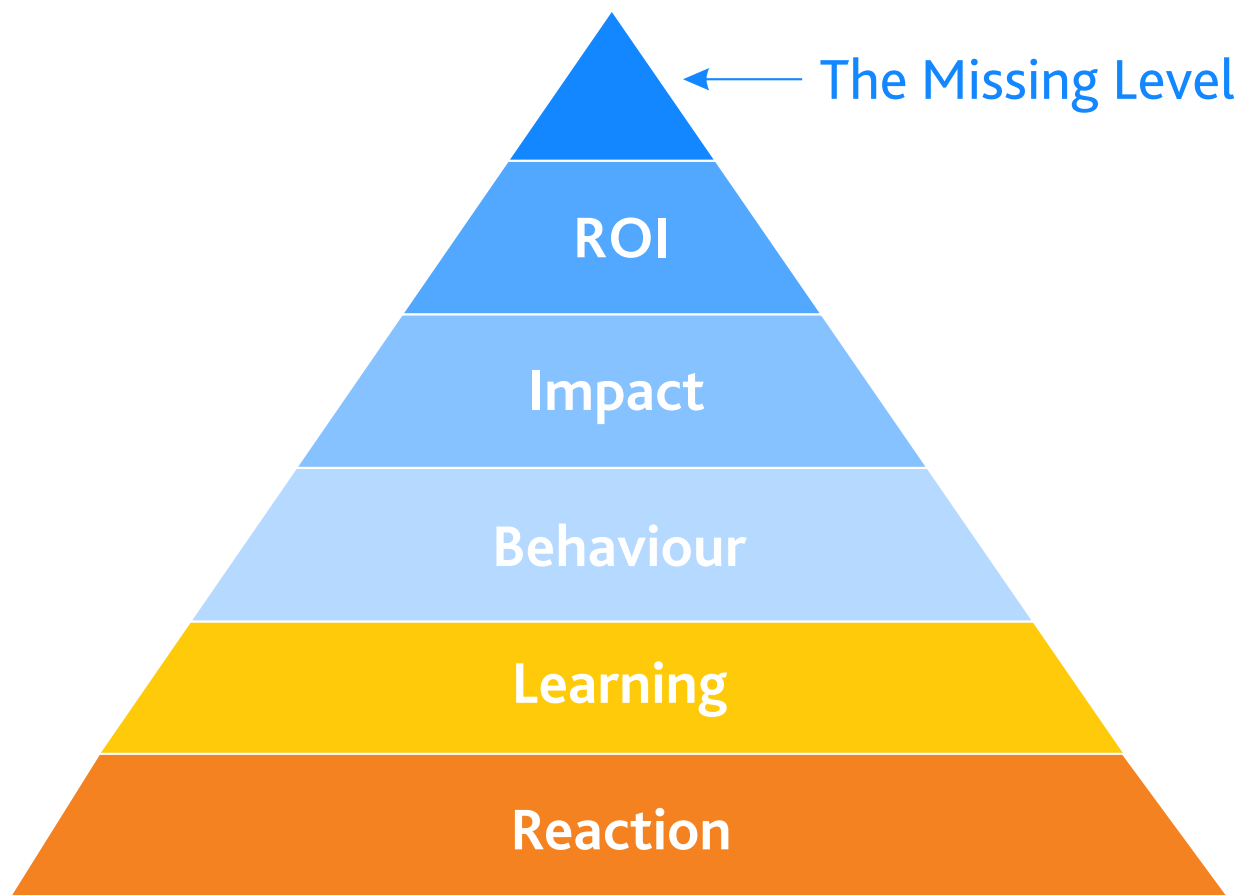 The Missing Level
ROI
Impact
Behaviour
Learning
Reaction